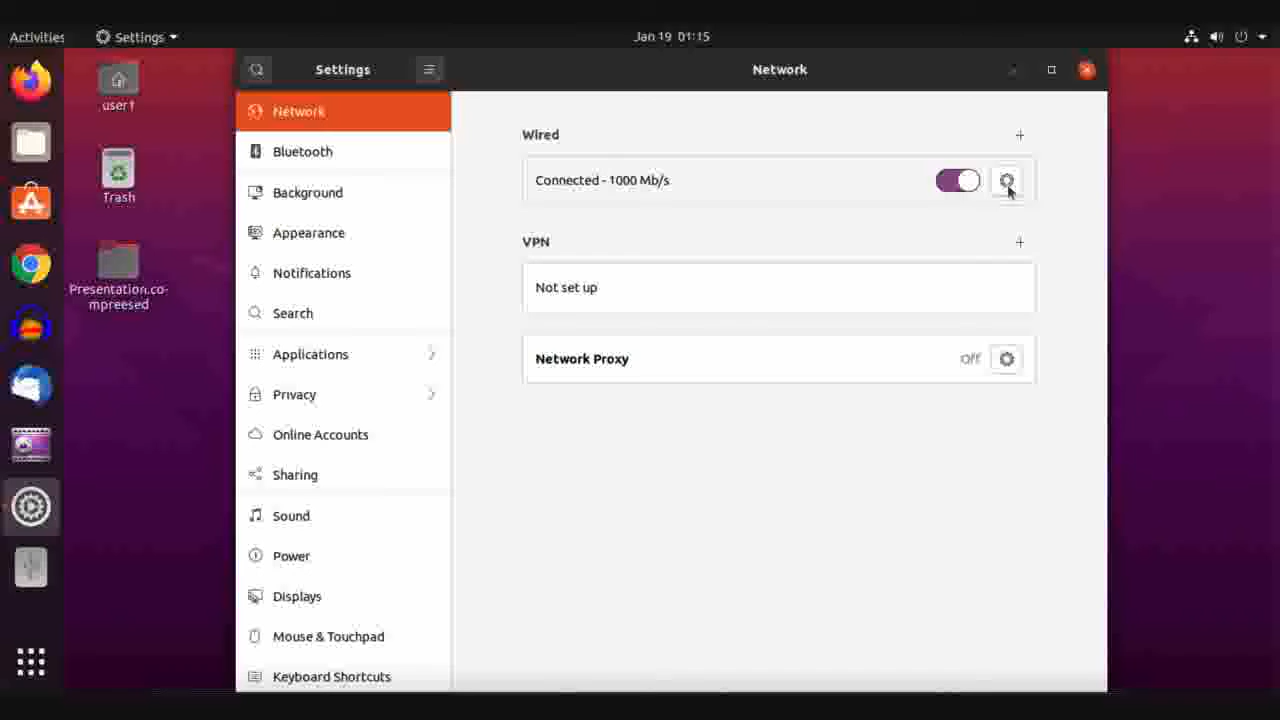 Activities
Settings
Jan 19 01:15
user1
Trash
Presentation.co-
mpreesed
Settings
Network
Network
Bluetooth
Background
Appearance
Notifications
Search
Applications
Privacy
Online Accounts
Sharing
Sound
Power
Displays
Mouse & Touchpad
Keyboard Shortcuts
Wired
Connected - 1000 Mb/s
VPN
Not set up
Network Proxy
Off